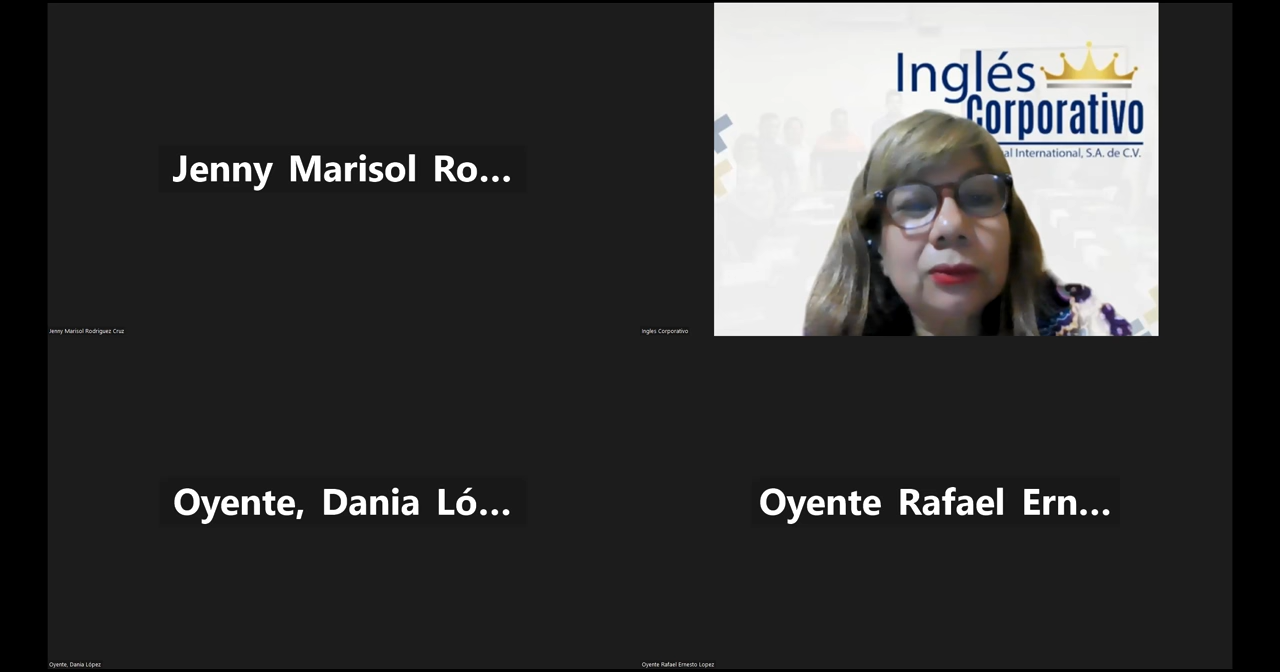 Jenny Marisol Ro...
Jenny Marisol Rodriguez Cruz
Inglés
Corporativo
al International, S.A. de C.V.
Ingles Corporativo
Oyente, Dania Ló...
Oyente, Dania López
Oyente Rafael Ern...
Oyente Rafael Ernesto Lopez